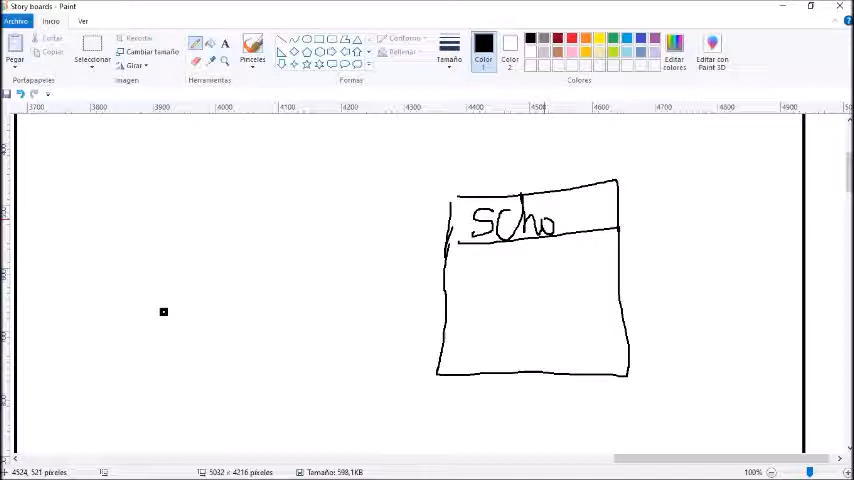 Story boards - Paint
Archivo Inicio Ver
Pegar
Cortar
Copiar
Portapapeles
Seleccionar
Recortar
Cambiar tamaño
Girar
Imagen
A
Herramientas
Pinceles
Contorno
Rellenar
Formas
Tamaño
Color 1
Color 2
Editar colores
Colores
Editar con Paint 3D
3700 3800 3900 4000 4100 4200 4300 4400 4500 4600 4700 4800 4900
scho
4524, 521 píxeles
5032 × 4216 píxeles
Tamaño: 598,1KB
100%